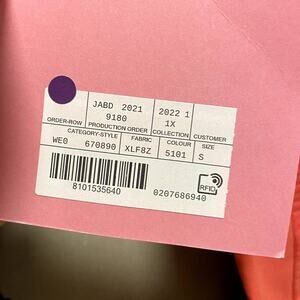 JABD 2021 2022 1
9180 1X
ORDER-ROW PRODUCTION ORDER COLLECTION CUSTOMER
CATEGORY-STYLE FABRIC COLOUR SIZE
WE0 670890 XLF8Z 5101 S
8101535640 0207686940
RFID